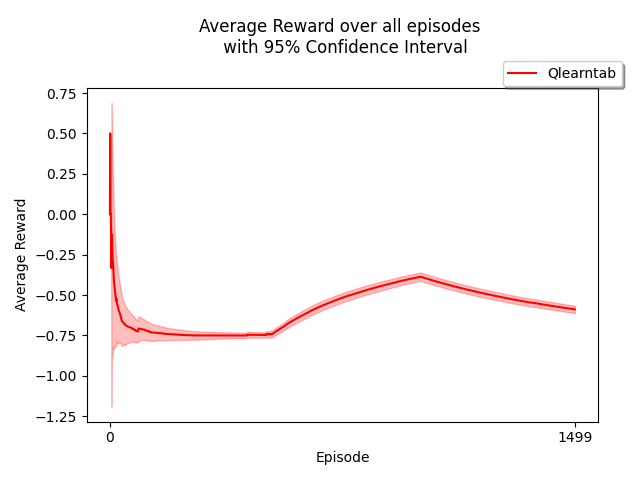 Average Reward over all episodes
with 95% Confidence Interval
Qlearntab
0.75
0.50
0.25
0.00
−0.25
−0.50
−0.75
−1.00
−1.25
Average Reward
0
1499
Episode